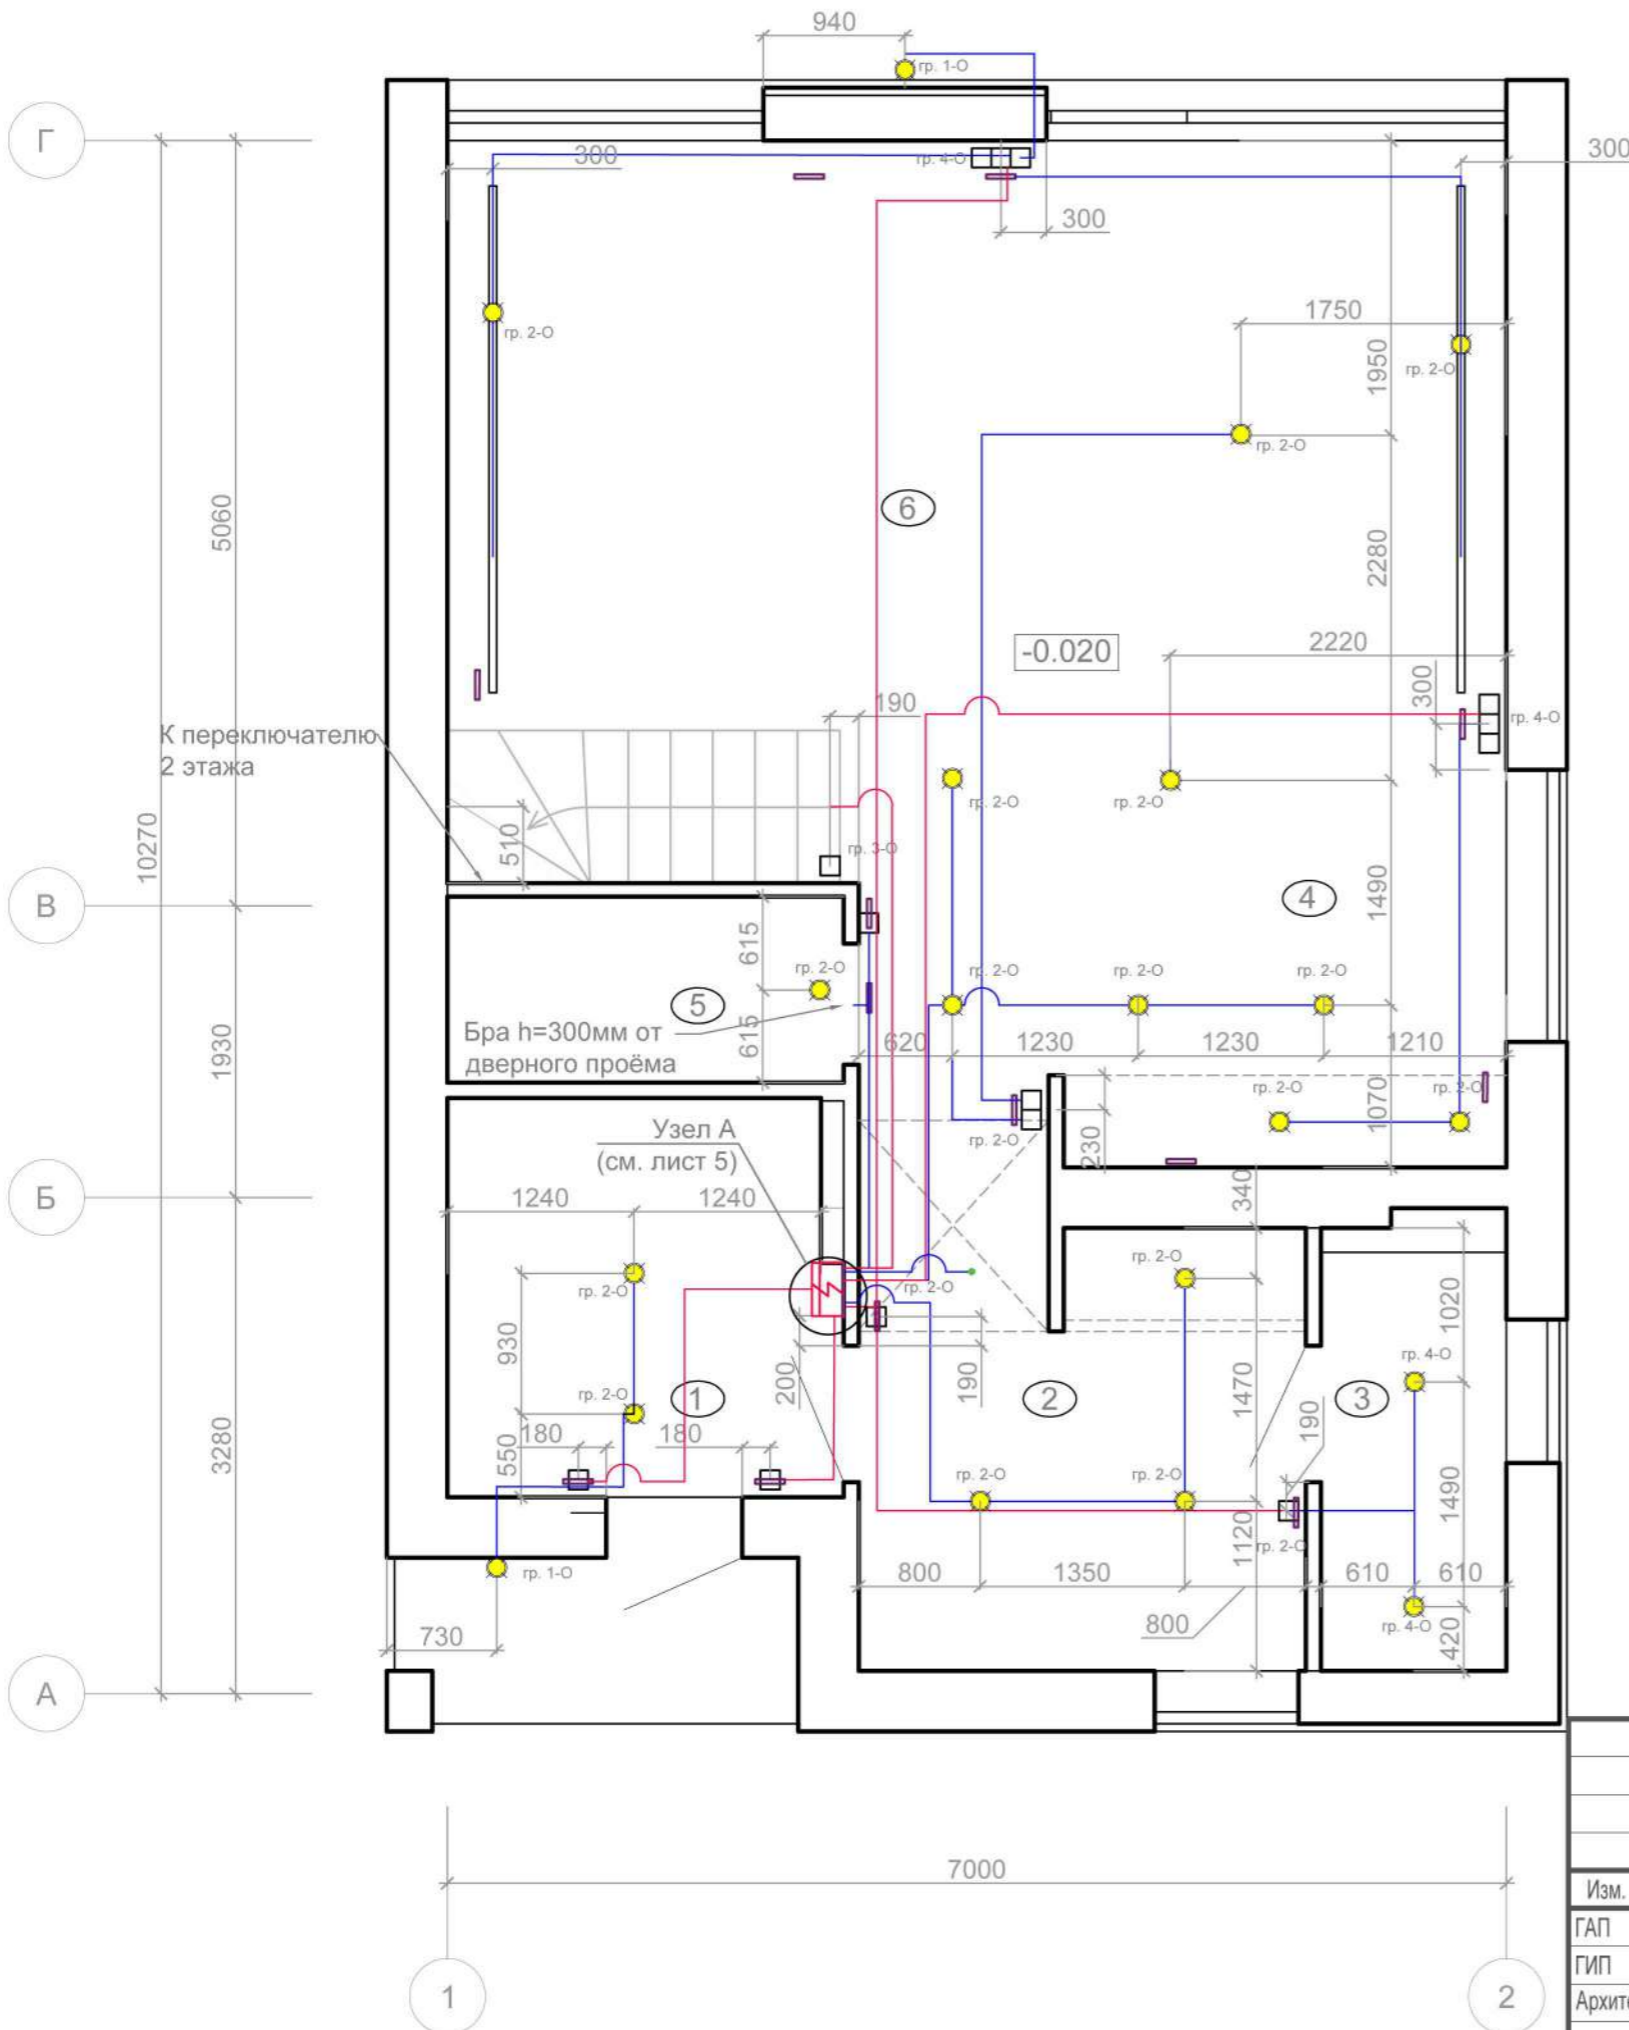 940
гр. 1-О
Г
300
гр. 4-О
300
300
1750
гр. 2-О
1950
гр. 2-О
гр. 2-О
5060
6
2280
-0.020
2220
300
190
гр. 4-О
К переключателю
2 этажа
гр. 2-О
гр. 2-О
10270
510
гр. 3-О
В
4
1490
615
гр. 2-О
гр. 2-О
гр. 2-О
гр. 2-О
5
Бра h=300мм от
дверного проёма
615
620
1230
1230
1210
1930
гр. 2-О
гр. 2-О
1070
Узел А
(см. лист 5)
гр. 2-О
230
Б
1240
1240
340
гр. 2-О
гр. 2-О
гр. 2-О
1020
930
гр. 4-О
200
190
1470
гр. 2-О
1
2
3
190
3280
550
180
180
гр. 2-О
гр. 2-О
1490
1120
гр. 2-О
гр. 1-О
800
1350
610
610
730
800
гр. 4-О
420
А
Изм.
7000
ГАП
ГИП
1
2
Архите